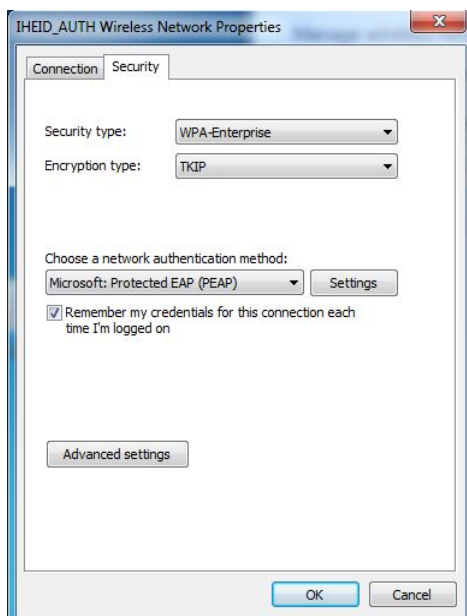 IHEID_AUTH Wireless Network Properties
Connection
Security
Security type:
WPA-Enterprise
Encryption type:
TKIP
Choose a network authentication method:
Microsoft: Protected EAP (PEAP)
Settings
Remember my credentials for this connection each
time I'm logged on
Advanced settings
OK
Cancel